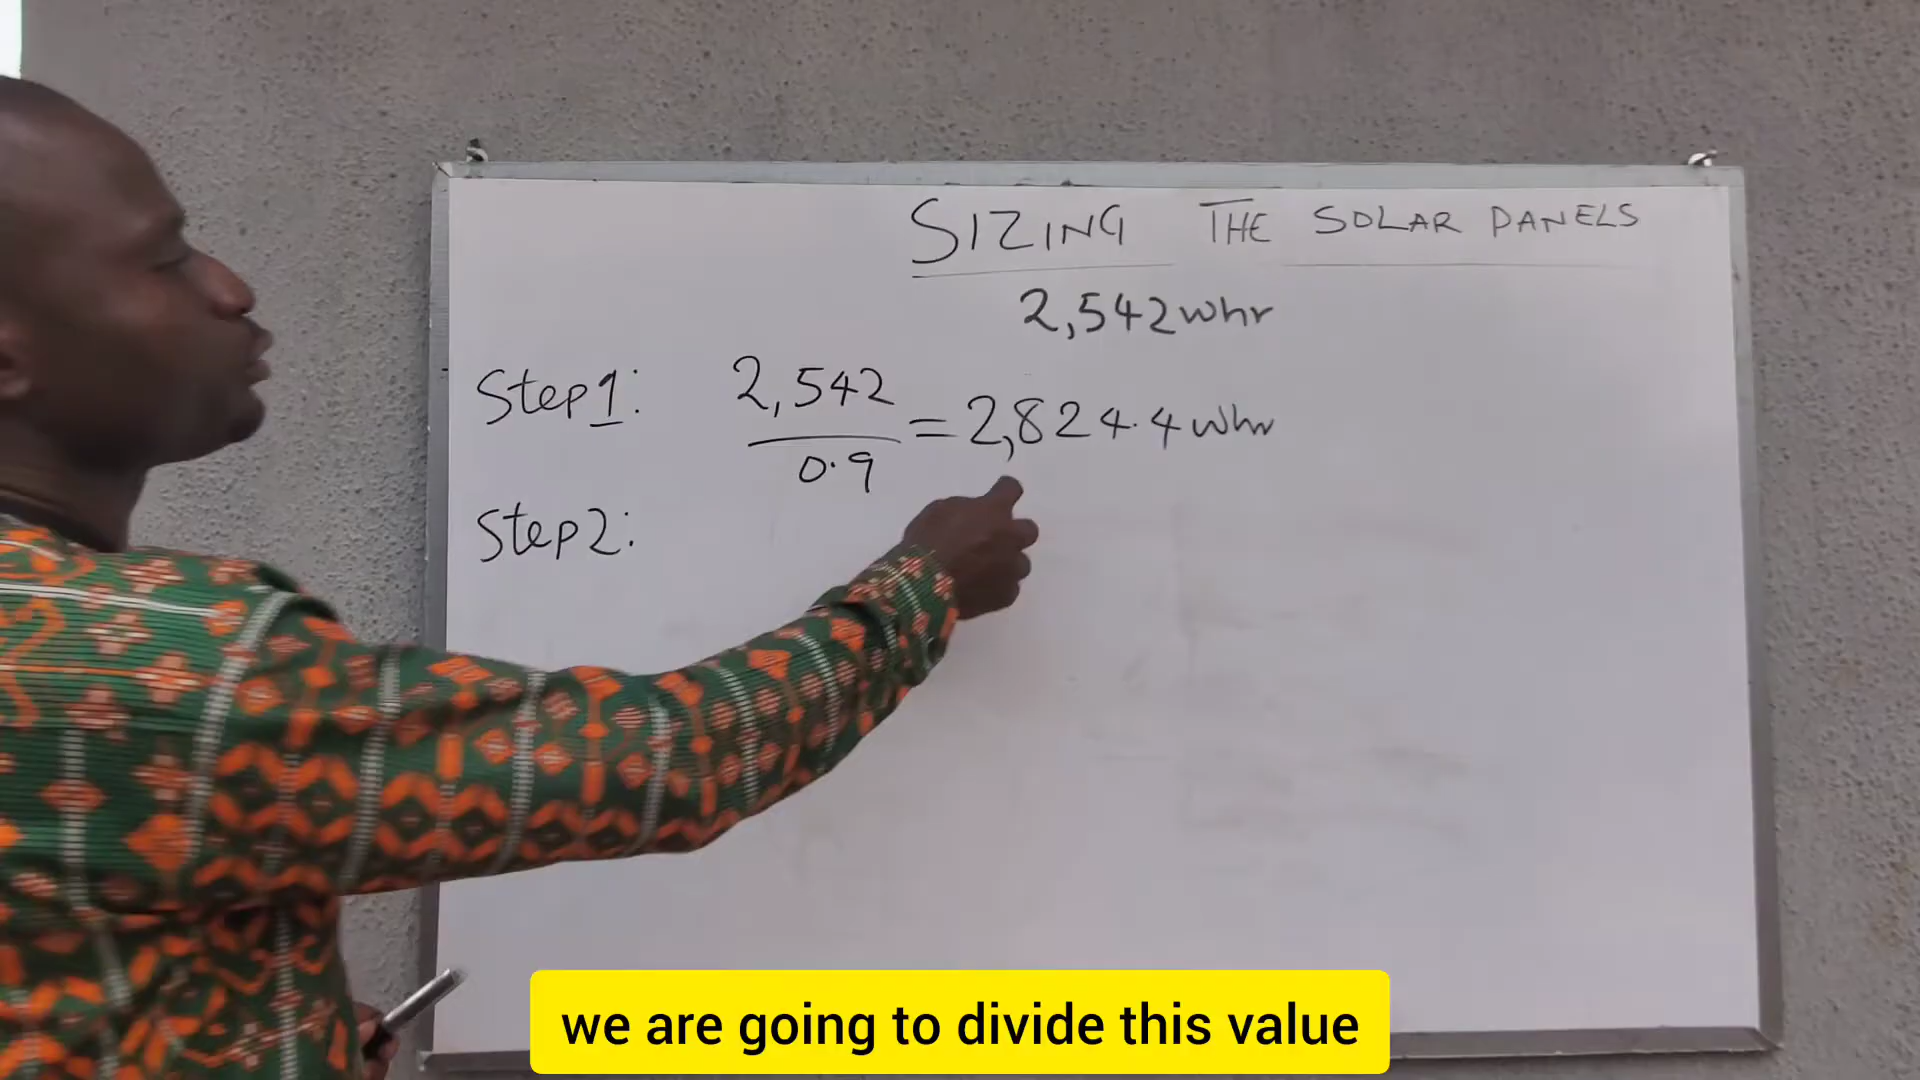 SIZING THE SOLAR PANELS
2,542whr
Step1: 2,542
0.9
=2,824.4whr
Step2:
we are going to divide this value